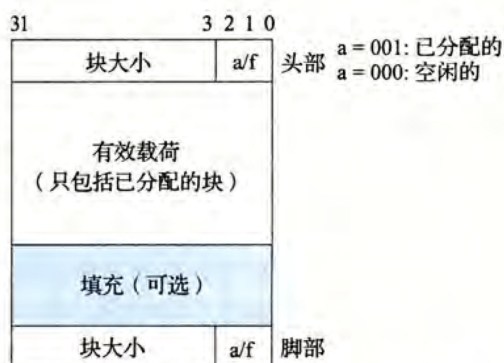 31 3 2 1 0
块大小 a/f 头部 a = 001: 已分配的
a = 000: 空闲的
有效载荷
（只包括已分配的块）
填充（可选）
块大小 a/f 脚部